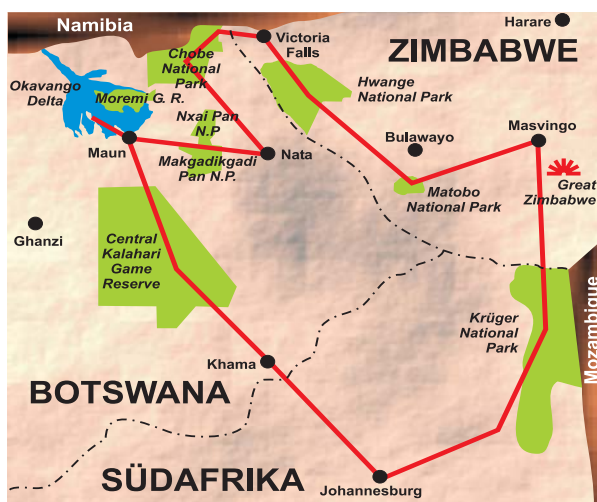 Namibia
Harare
Victoria
Falls
ZIMBABWE
Chobe
National
Park
Okavango
Delta
Moremi G. R.
Hwange
National Park
Nxai Pan
N.P
Bulawayo
Masvingo
Maun
Makgadikgadi
Pan N.P.
Nata
Matobo
National Park
Great
Zimbabwe
Ghanzi
Central
Kalahari
Game
Reserve
Krüger
National
Park
Mozambique
Khama
BOTSWANA
SÜDAFRIKA
Johannesburg